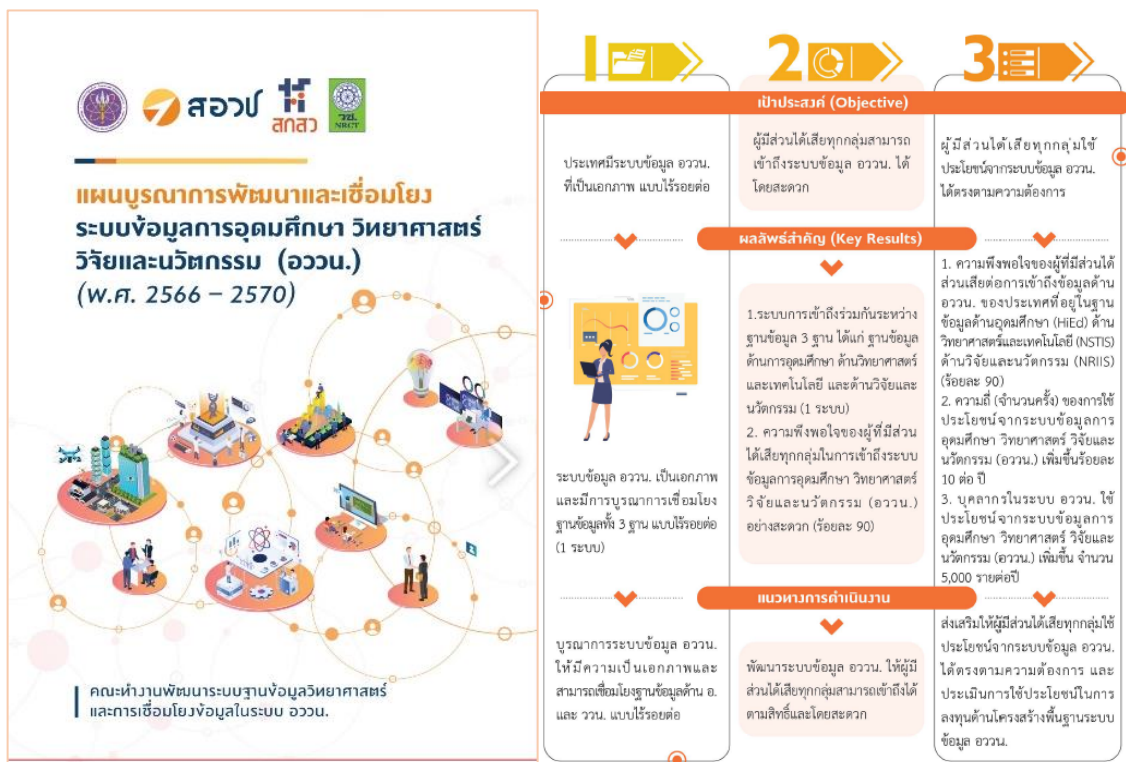 สอวช
สกสว
วช.
NRCT
แผนบูรณาการพัฒนาและเชื่อมโยง
ระบบข้อมูลการอุดมศึกษา วิทยาศาสตร์
วิจัยและนวัตกรรม (อววน.)
(พ.ศ. 2566 – 2570)
คณะทำงานพัฒนาระบบฐานข้อมูลวิทยาศาสตร์
และการเชื่อมโยงข้อมูลในระบบ อววน.
1
2
3
เป้าประสงค์ (Objective)
ประเทศมีระบบข้อมูล อววน.
ที่เป็นเอกภาพ แบบไร้รอยต่อ
ผู้มีส่วนได้เสียทุกกลุ่มสามารถ
เข้าถึงระบบข้อมูล อววน. ได้
โดยสะดวก
ผู้มีส่วนได้เสียทุกกลุ่มใช้
ประโยชน์จากระบบข้อมูล อววน.
ได้ตรงตามความต้องการ
ผลลัพธ์สำคัญ (Key Results)
ระบบข้อมูล อววน. เป็นเอกภาพ
และมีการบูรณาการเชื่อมโยง
ฐานข้อมูลทั้ง 3 ฐาน แบบไร้รอยต่อ
(1 ระบบ)
1.ระบบการเข้าถึงร่วมกันระหว่าง
ฐานข้อมูล 3 ฐาน ได้แก่ ฐานข้อมูล
ด้านการอุดมศึกษา ด้านวิทยาศาสตร์
และเทคโนโลยี และด้านวิจัยและ
นวัตกรรม (1 ระบบ)
2. ความพึงพอใจของผู้ที่มีส่วน
ได้เสียทุกกลุ่มในการเข้าถึงระบบ
ข้อมูลการอุดมศึกษา วิทยาศาสตร์
วิจัยและนวัตกรรม (อววน.)
อย่างสะดวก (ร้อยละ 90)
1. ความพึงพอใจของผู้ที่มีส่วนได้
ส่วนเสียต่อการเข้าถึงข้อมูลด้าน
อววน. ของประเทศที่อยู่ในฐาน
ข้อมูลด้านอุดมศึกษา (HiEd) ด้าน
วิทยาศาสตร์และเทคโนโลยี (NSTIS)
ด้านวิจัยและนวัตกรรม (NRIIS)
(ร้อยละ 90)
2. ความถี่ (จำนวนครั้ง) ของการใช้
ประโยชน์จากระบบข้อมูลการ
อุดมศึกษา วิทยาศาสตร์ วิจัยและ
นวัตกรรม (อววน.) เพิ่มขึ้นร้อยละ
10 ต่อ ปี
3. บุคลากรในระบบ อววน. ใช้
ประโยชน์จากระบบข้อมูลการ
อุดมศึกษา วิทยาศาสตร์ วิจัยและ
นวัตกรรม (อววน.) เพิ่มขึ้น จำนวน
5,000 รายต่อปี
แนวทางการดำเนินงาน
บูรณาการระบบข้อมูล อววน.
ให้มีความเป็นเอกภาพและ
สามารถเชื่อมโยงฐานข้อมูลด้าน อ.
และ ววน. แบบไร้รอยต่อ
พัฒนาระบบข้อมูล อววน. ให้ผู้มี
ส่วนได้เสียทุกกลุ่มสามารถเข้าถึงได้
ตามสิทธิ์และโดยสะดวก
ส่งเสริมให้ผู้มีส่วนได้เสียทุกกลุ่มใช้
ประโยชน์จากระบบข้อมูล อววน.
ได้ตรงตามความต้องการ และ
ประเมินการใช้ประโยชน์ในการ
ลงทุนด้านโครงสร้างพื้นฐานระบบ
ข้อมูล อววน.